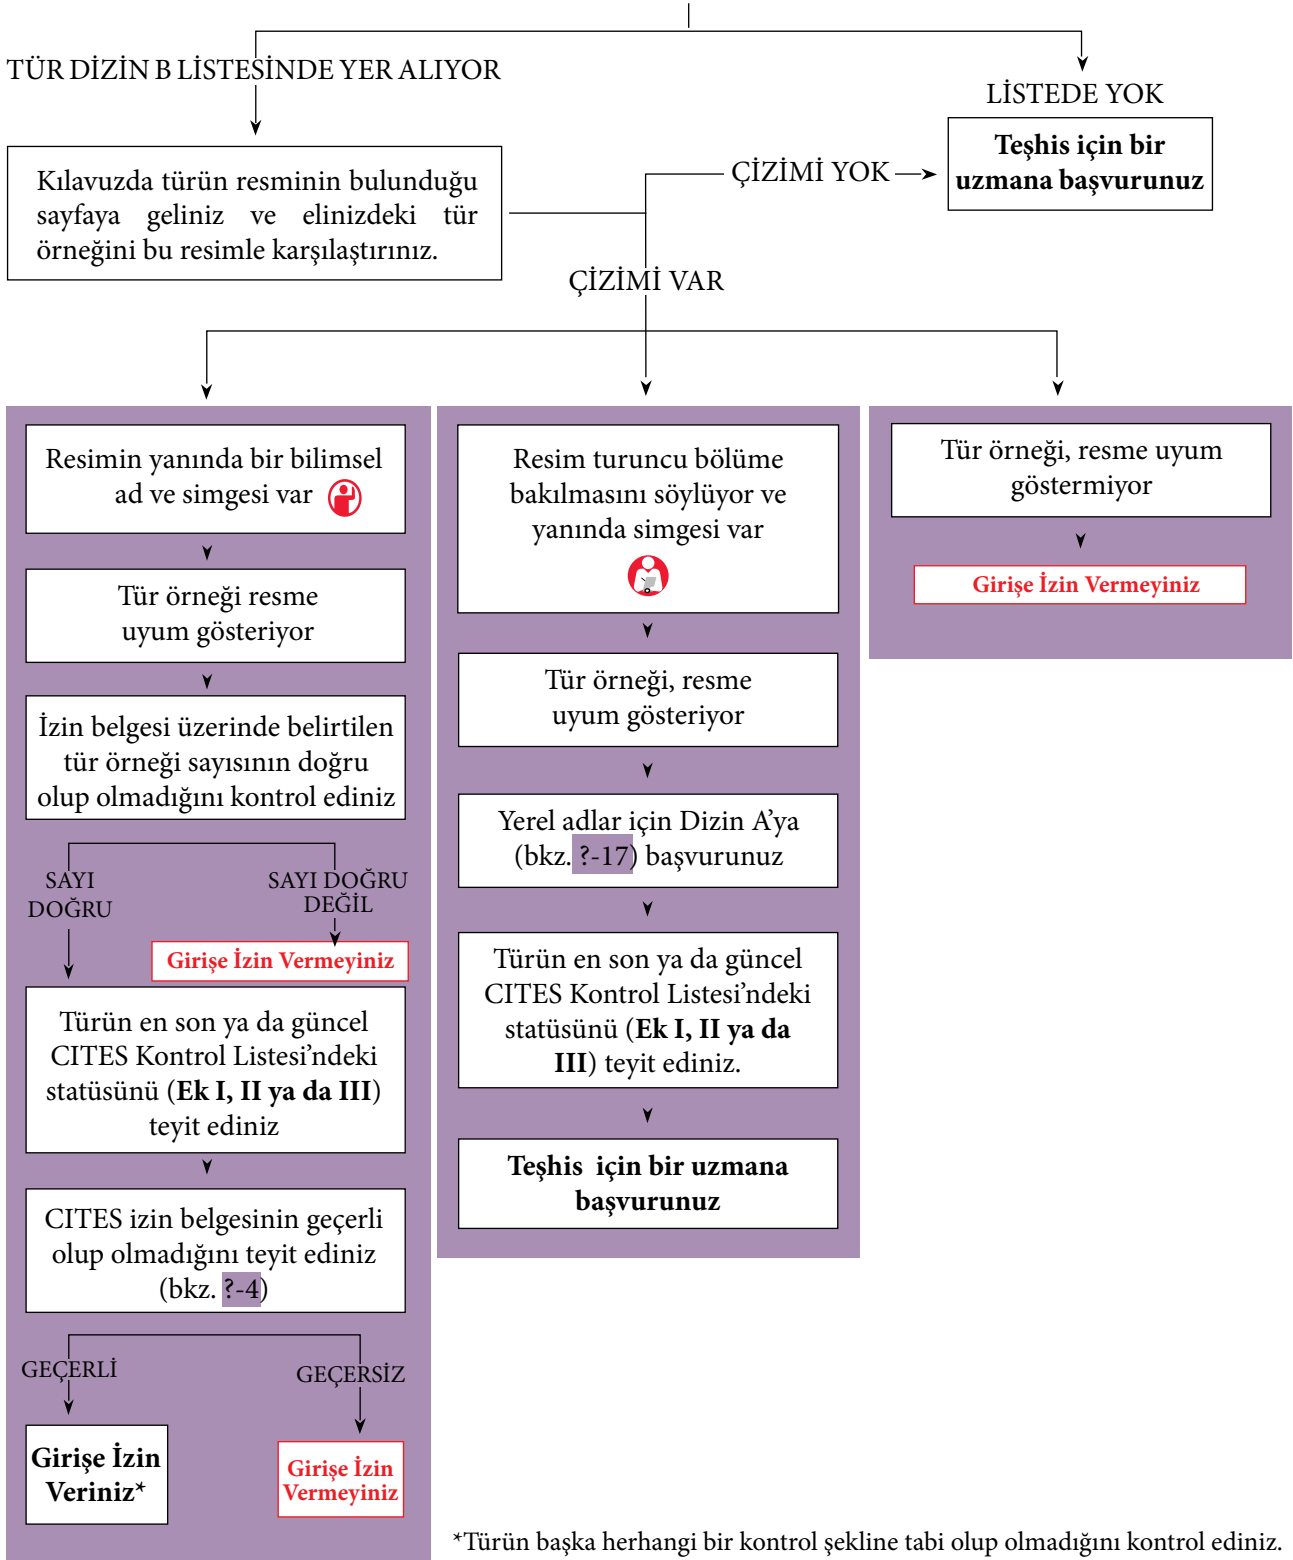 TÜR DİZİN B LİSTESİNDE YER ALIYOR
LİSTEDE YOK
Teşhis için bir
uzmana başvurunuz
Kılavuzda türün resminin bulunduğu
sayfaya geliniz ve elinizdeki tür
örneğini bu resimle karşılaştırınız.
ÇİZİMİ YOK
ÇİZİMİ VAR
Resimin yanında bir bilimsel
ad ve simgesi var
Tür örneği resme
uyum gösteriyor
İzin belgesi üzerinde belirtilen
tür örneği sayısının doğru
olup olmadığını kontrol ediniz
SAYI
DOĞRU
SAYI DOĞRU
DEĞİL
Girişe İzin Vermeyiniz
Türün en son ya da güncel
CITES Kontrol Listesi’ndeki
statüsünü (Ek I, II ya da III)
teyit ediniz
CITES izin belgesinin geçerli
olup olmadığını teyit ediniz
(bkz. ?-4)
GEÇERLİ
GEÇERSİZ
Girişe İzin
Veriniz*
Girişe İzin
Vermeyiniz
Resim turuncu bölüme
bakılmasını söylüyor ve
yanında simgesi var
Tür örneği, resme
uyum gösteriyor
Yerel adlar için Dizin A’ya
(bkz. ?-17) başvurunuz
Türün en son ya da güncel
CITES Kontrol Listesi’ndeki
statüsünü (Ek I, II ya da
III) teyit ediniz.
Teşhis için bir uzmana
başvurunuz
Tür örneği, resme uyum
göstermiyor
Girişe İzin Vermeyiniz
*Türün başka herhangi bir kontrol şekline tabi olup olmadığını kontrol ediniz.